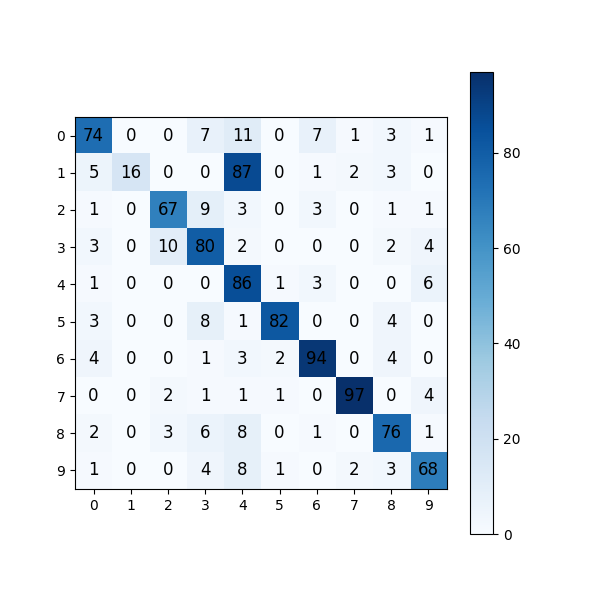 0 74 0 0 7 11 0 7 1 3 1
1 5 16 0 0 87 0 1 2 3 0
2 1 0 67 9 3 0 3 0 1 1
3 3 0 10 80 2 0 0 0 2 4
4 1 0 0 0 86 1 3 0 0 6
5 3 0 0 8 1 82 0 0 4 0
6 4 0 0 1 3 2 94 0 4 0
7 0 0 2 1 1 1 0 97 0 4
8 2 0 3 6 8 0 1 0 76 1
9 1 0 0 4 8 1 0 2 3 68
0 1 2 3 4 5 6 7 8 9
80
60
40
20
0